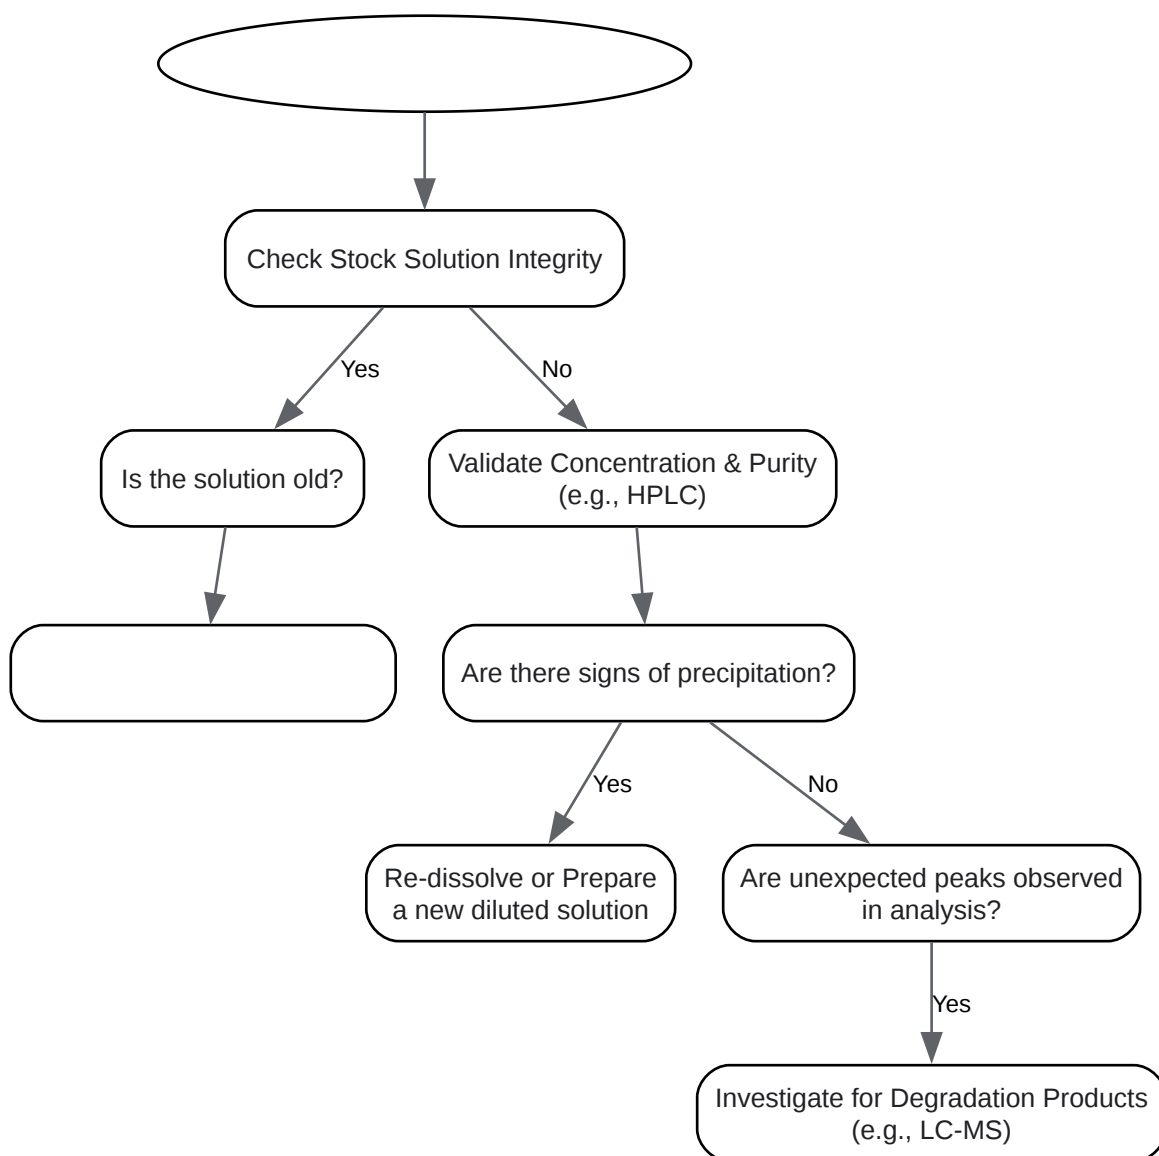 Check Stock Solution Integrity
Yes
No
Is the solution old?
Validate Concentration & Purity
(e.g., HPLC)
Are there signs of precipitation?
Yes
No
Re-dissolve or Prepare
a new diluted solution
Are unexpected peaks observed
in analysis?
Yes
Investigate for Degradation Products
(e.g., LC-MS)